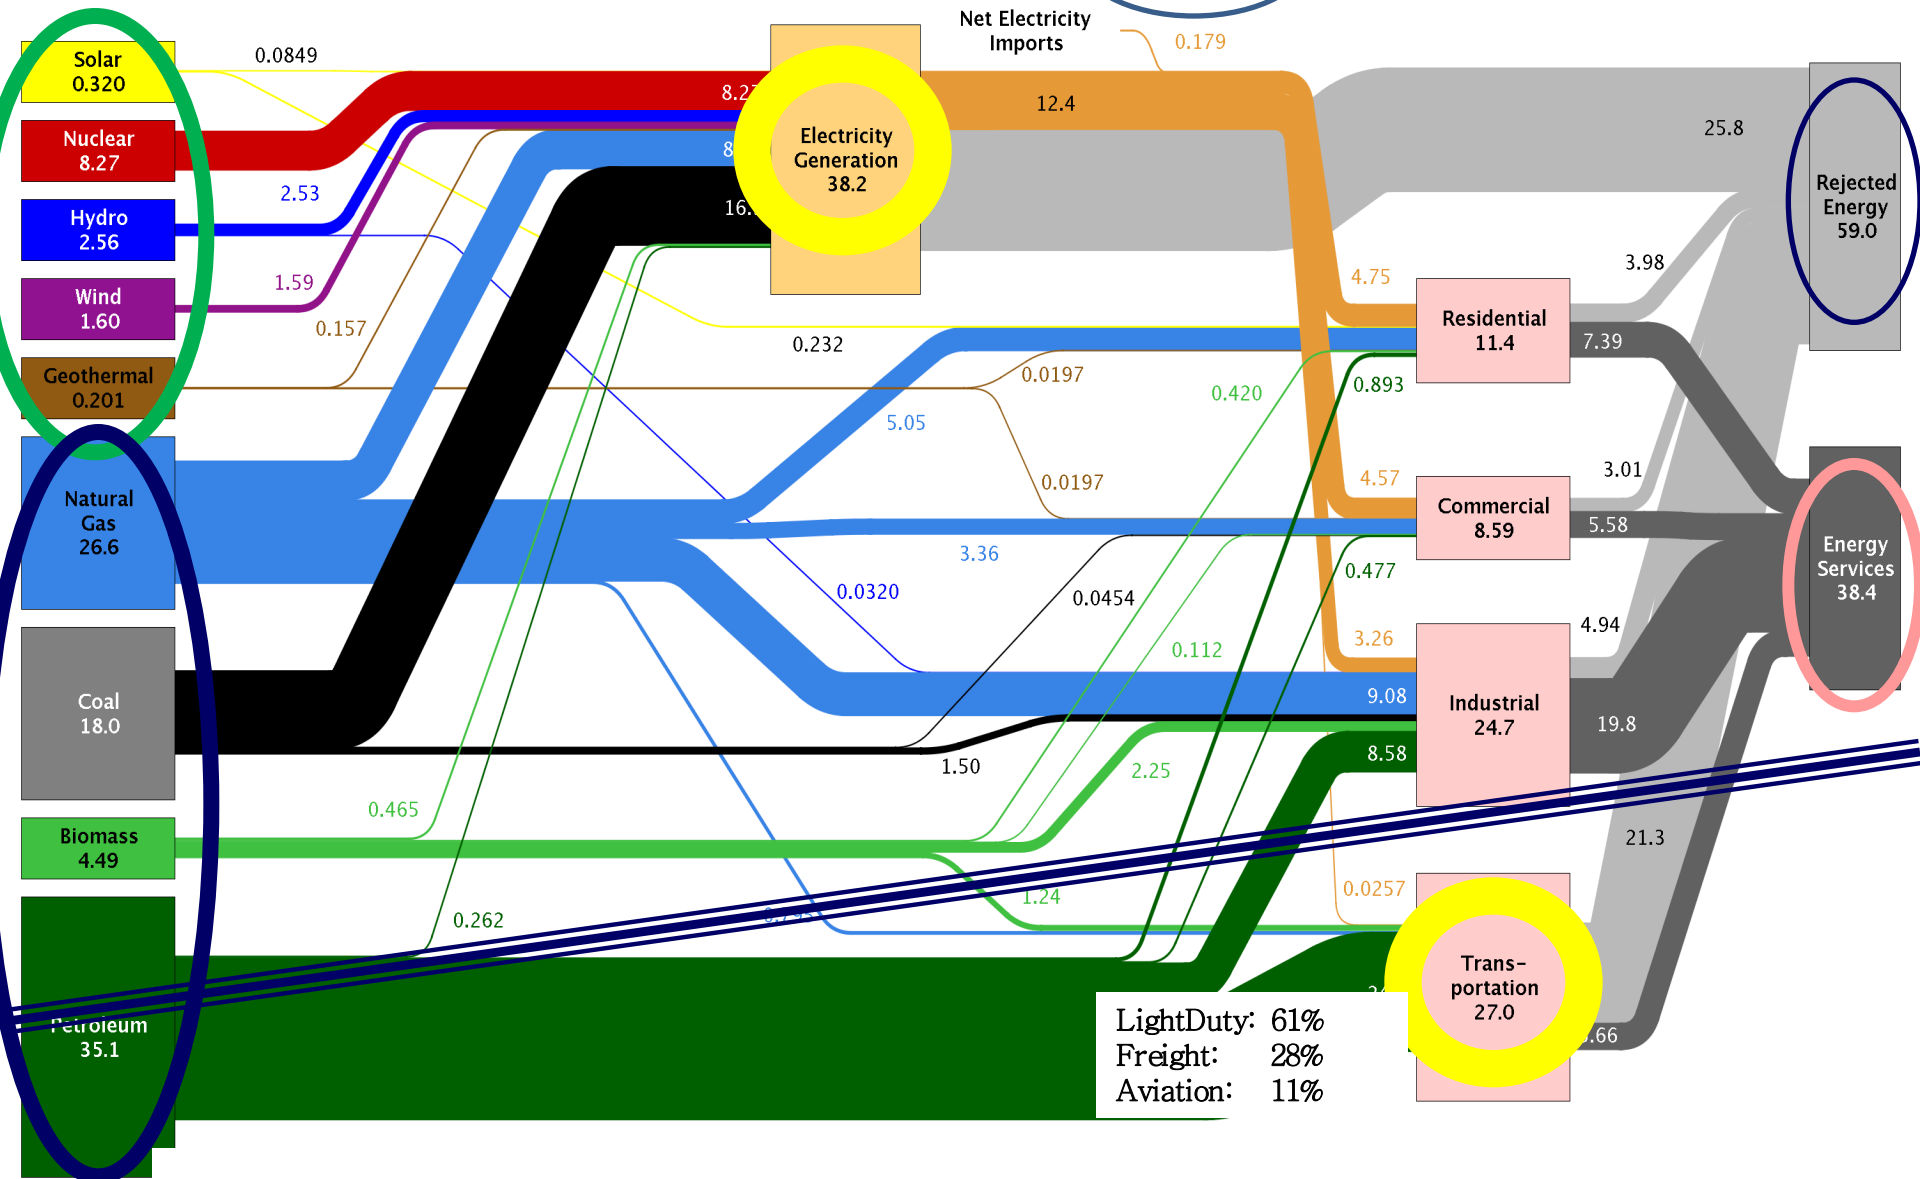 Net Electricity
Imports
0.179
Solar
0.320
0.0849
Nuclear
8.27
8.27
12.4
Electricity
Generation
38.2
25.8
Rejected
Energy
59.0
Hydro
2.56
2.53
Wind
1.60
1.59
0.157
Geothermal
0.201
0.232
0.0197
5.05
0.0197
4.75
Residential
11.4
3.98
7.39
0.420
0.893
4.57
Commercial
8.59
3.01
5.58
3.36
0.477
Natural
Gas
26.6
0.0320
0.0454
0.112
Energy
Services
38.4
3.26
4.94
9.08
Industrial
24.7
19.8
8.58
Coal
18.0
1.50
2.25
0.465
Biomass
4.49
21.3
1.24
0.0257
0.262
Petroleum
35.1
Trans-
portation
27.0
LightDuty: 61%
Freight: 28%
Aviation: 11%